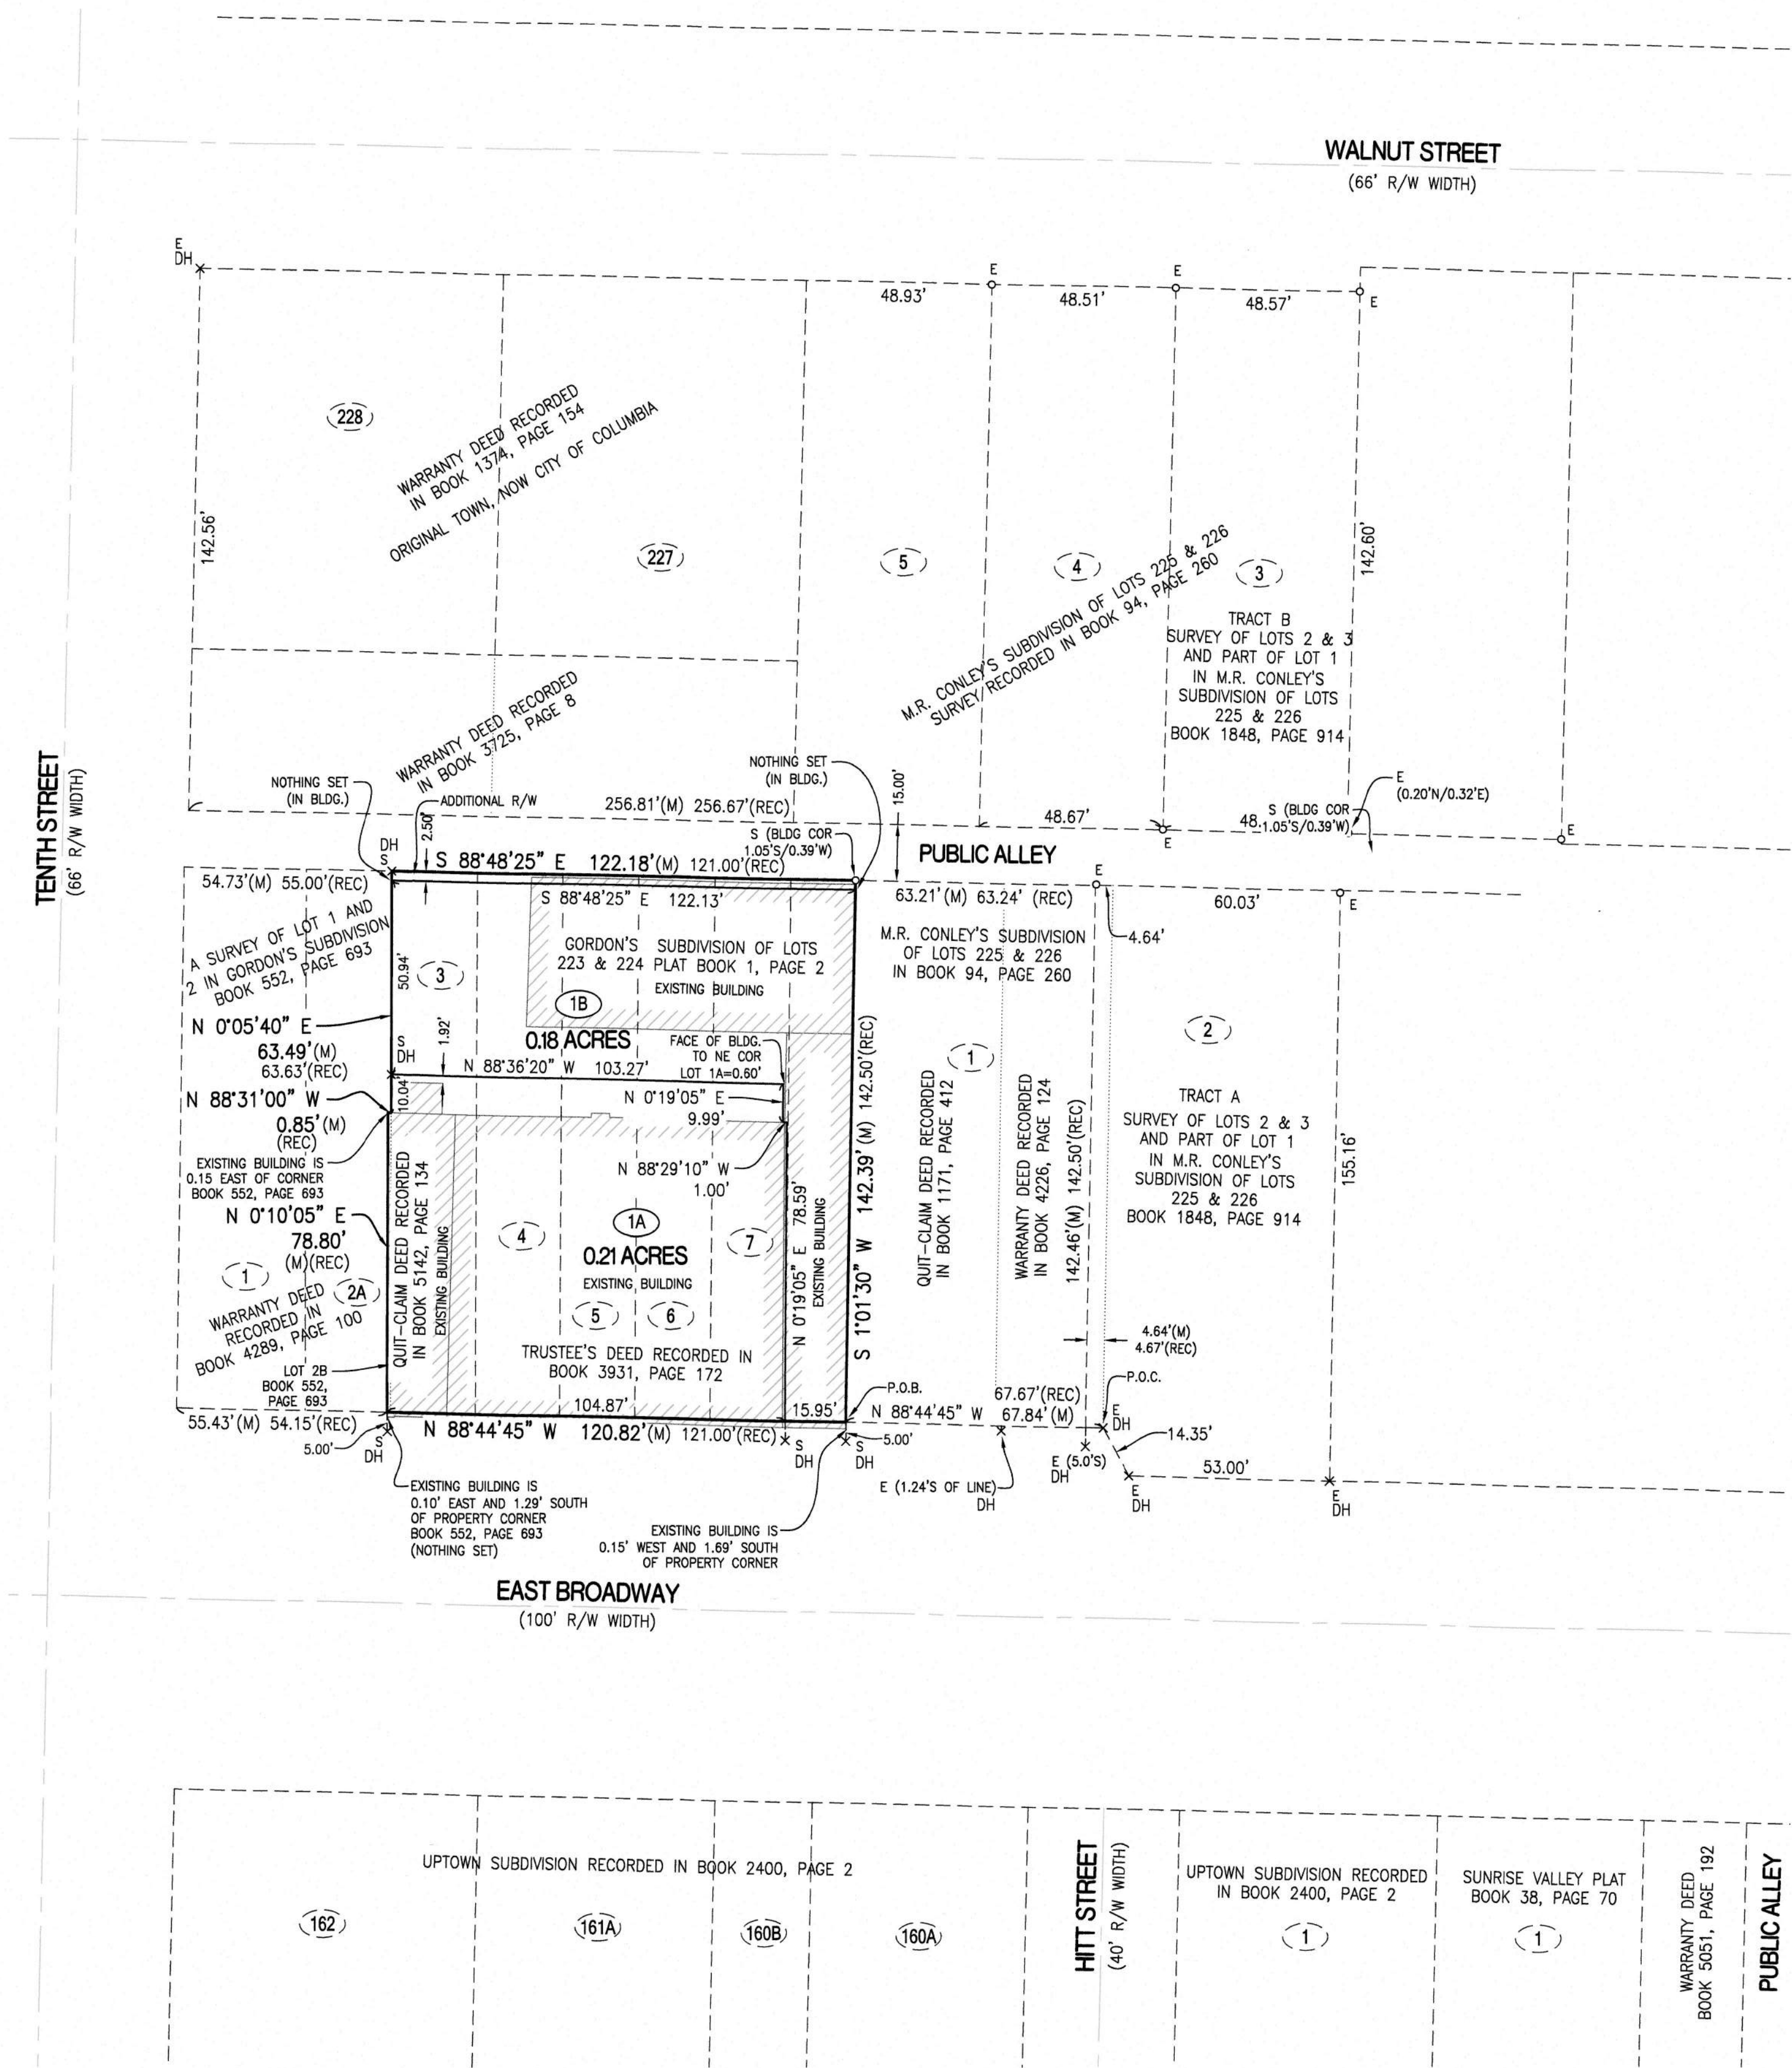 WALNUT STREET
(66' R/W WIDTH)
E
DH
E
E
E
48.93'
48.51'
48.57'
228
WARRANTY DEED RECORDED
IN BOOK 1374, PAGE 154
ORIGINAL TOWN, NOW CITY OF COLUMBIA
142.56'
227
5
4
3
142.60'
M.R. CONLEY'S SUBDIVISION OF LOTS 225 & 226
SURVEY RECORDED IN BOOK 94, PAGE 260
TRACT B
SURVEY OF LOTS 2 & 3
AND PART OF LOT 1
IN M.R. CONLEY'S
SUBDIVISION OF LOTS
225 & 226
BOOK 1848, PAGE 914
WARRANTY DEED RECORDED
IN BOOK 3725, PAGE 8
TENTH STREET
(66' R/W WIDTH)
NOTHING SET
(IN BLDG.)
ADDITIONAL R/W
2.50'
256.81'(M) 256.67'(REC)
NOTHING SET
(IN BLDG.)
15.00'
48.67'
E
48.
S (BLDG COR
1.05'S/0.39'W)
E
(0.20'N/0.32'E)
E
S (BLDG COR
1.05'S/0.39'W)
PUBLIC ALLEY
DH
S
S 88°48'25" E 122.18'(M) 121.00'(REC)
S 88°48'25" E 122.13'
54.73'(M) 55.00'(REC)
63.21'(M) 63.24' (REC)
E
4.64'
60.03'
E
A SURVEY OF LOT 1 AND
2 IN GORDON'S SUBDIVISION
BOOK 552, PAGE 693
50.94'
3
GORDON'S SUBDIVISION OF LOTS
223 & 224 PLAT BOOK 1, PAGE 2
EXISTING BUILDING
1B
0.18 ACRES
M.R. CONLEY'S SUBDIVISION
OF LOTS 225 & 226
IN BOOK 94, PAGE 260
N 0°05'40" E
63.49'(M)
63.63'(REC)
S
DH
1.92'
N 88°36'20" W 103.27'
FACE OF BLDG.
TO NE COR
LOT 1A=0.60'
10.04'
N 0°19'05" E
9.99'
N 88°31'00" W
0.85'(M)
(REC)
EXISTING BUILDING IS
0.15 EAST OF CORNER
BOOK 552, PAGE 693
N 88°29'10" W
1.00'
N 0°10'05" E
78.80'
(M)(REC)
1
2A
WARRANTY DEED
RECORDED IN
BOOK 4289, PAGE 100
LOT 2B
BOOK 552,
PAGE 693
QUIT-CLAIM DEED RECORDED
IN BOOK 5142, PAGE 134
EXISTING BUILDING
4
1A
0.21 ACRES
EXISTING BUILDING
7
5
6
TRUSTEE'S DEED RECORDED IN
BOOK 3931, PAGE 172
N 0°19'05" E 78.59'
EXISTING BUILDING
S 1°01'30" W 142.39'(M) 142.50'(REC)
1
QUIT-CLAIM DEED RECORDED
IN BOOK 1171, PAGE 412
WARRANTY DEED RECORDED
IN BOOK 4226, PAGE 124
142.46'(M) 142.50'(REC)
2
TRACT A
SURVEY OF LOTS 2 & 3
AND PART OF LOT 1
IN M.R. CONLEY'S
SUBDIVISION OF LOTS
225 & 226
BOOK 1848, PAGE 914
155.16'
4.64'(M)
4.67'(REC)
P.O.C.
P.O.B.
67.67'(REC)
N 88°44'45" W 67.84'(M)
104.87'
15.95'
55.43'(M) 54.15'(REC)
N 88°44'45" W 120.82'(M) 121.00'(REC)
5.00'
S
DH
S
DH
S
DH
5.00'
E
DH
14.35'
E (5.0'S)
DH
53.00'
E (1.24'S OF LINE)
DH
E
DH
E
DH
EXISTING BUILDING IS
0.10' EAST AND 1.29' SOUTH
OF PROPERTY CORNER
BOOK 552, PAGE 693
(NOTHING SET)
EXISTING BUILDING IS
0.15' WEST AND 1.69' SOUTH
OF PROPERTY CORNER
EAST BROADWAY
(100' R/W WIDTH)
UPTOWN SUBDIVISION RECORDED IN BOOK 2400, PAGE 2
162
161A
160B
160A
HITT STREET
(40' R/W WIDTH)
UPTOWN SUBDIVISION RECORDED
IN BOOK 2400, PAGE 2
1
SUNRISE VALLEY PLAT
BOOK 38, PAGE 70
1
WARRANTY DEED
BOOK 5051, PAGE 192
PUBLIC ALLEY